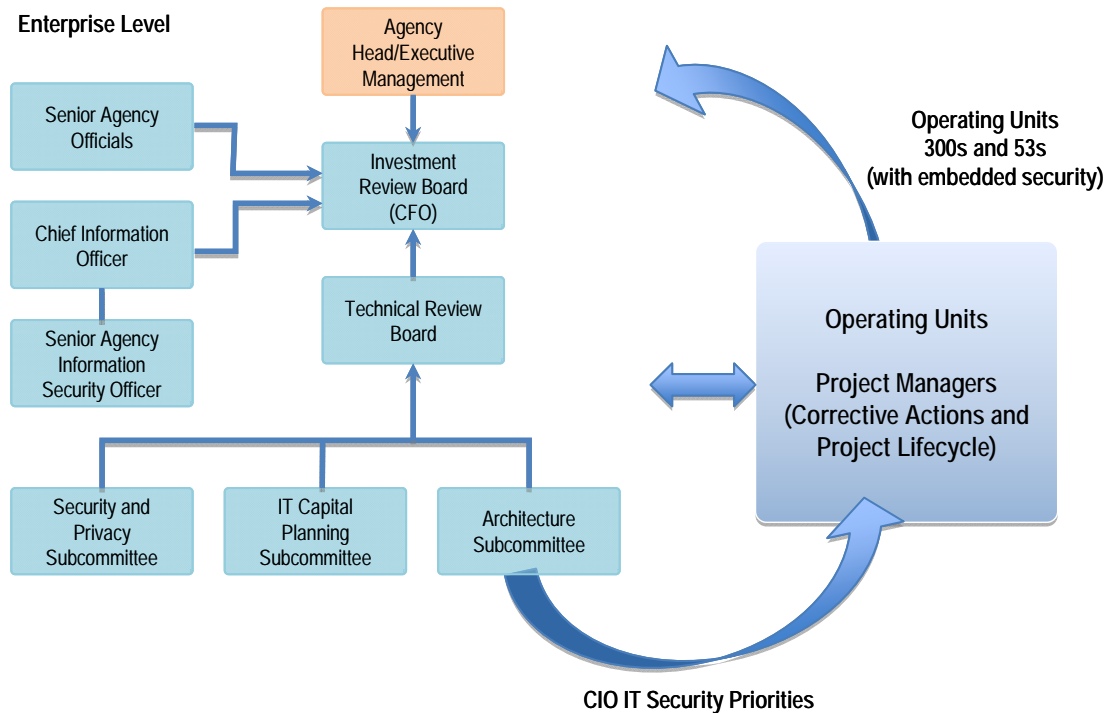 Enterprise Level
Agency
Head/Executive
Management
Senior Agency
Officials
Investment
Review Board
(CFO)
Chief Information
Officer
Technical Review
Board
Senior Agency
Information
Security Officer
Security and
Privacy
Subcommittee
IT Capital
Planning
Subcommittee
Architecture
Subcommittee
Operating Units
300s and 53s
(with embedded security)
Operating Units
Project Managers
(Corrective Actions and
Project Lifecycle)
CIO IT Security Priorities